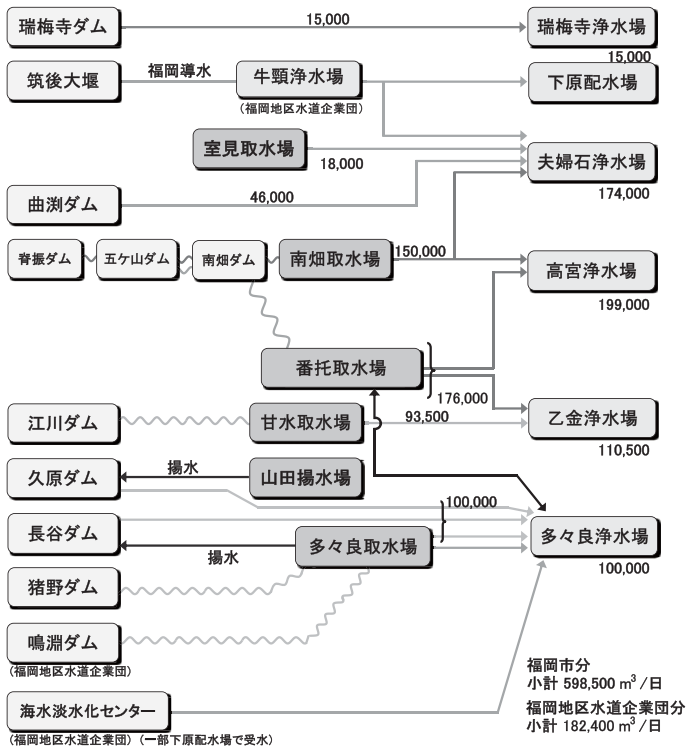 瑞梅寺ダム 15,000 瑞梅寺浄水場
15,000
筑後大堰 福岡導水 牛頸浄水場 下原配水場
(福岡地区水道企業団)
室見取水場 18,000 夫婦石浄水場
174,000
曲渕ダム 46,000
脊振ダム 五ケ山ダム 南畑ダム 南畑取水場 150,000 高宮浄水場
199,000
番托取水場 176,000
江川ダム 甘水取水場 93,500 乙金浄水場
110,500
久原ダム 揚水 山田揚水場
100,000
長谷ダム 揚水 多々良取水場 多々良浄水場
100,000
猪野ダム
鳴淵ダム
(福岡地区水道企業団)
海水淡水化センター
(福岡地区水道企業団)(一部下原配水場で受水)
福岡市分
小計 598,500 m³/日
福岡地区水道企業団分
小計 182,400 m³/日